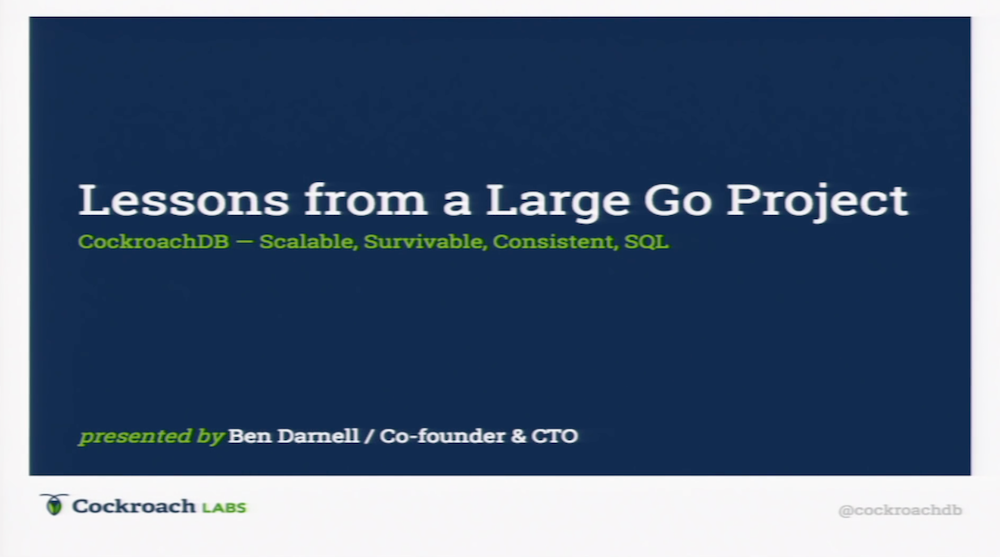 Lessons from a Large Go Project
CockroachDB — Scalable, Survivable, Consistent, SQL
presented by Ben Darnell / Co-founder & CTO
Cockroach LABS
@cockroachdb